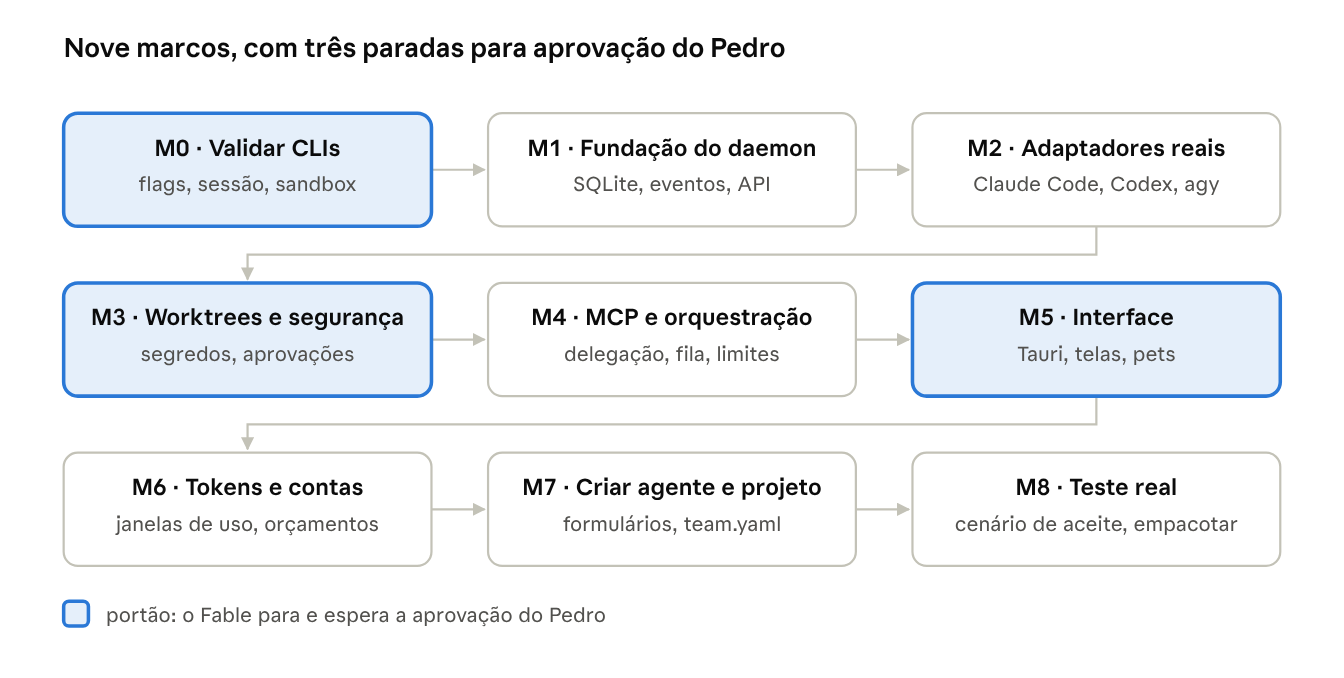 Nove marcos, com três paradas para aprovação do Pedro
M0 · Validar CLIs
flags, sessão, sandbox
M1 · Fundação do daemon
SQLite, eventos, API
M2 · Adaptadores reais
Claude Code, Codex, agy
M3 · Worktrees e segurança
segredos, aprovações
M4 · MCP e orquestração
delegação, fila, limites
M5 · Interface
Tauri, telas, pets
M6 · Tokens e contas
janelas de uso, orçamentos
M7 · Criar agente e projeto
formulários, team.yaml
M8 · Teste real
cenário de aceite, empacotar
portão: o Fable para e espera a aprovação do Pedro